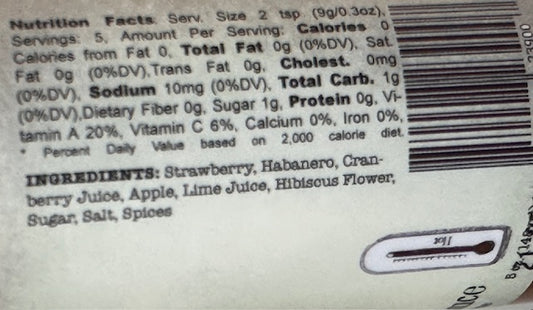 Nutrition Facts. Serv. Size 2 tsp (9g/0.3oz),
Servings: 5, Amount Per Serving: Calories 0
Calories from Fat 0, Total Fat 0g (0%DV), Sat.
Fat 0g (0%DV),Trans Fat 0g, Cholest. 0mg
(0%DV), Sodium 10mg (0%DV), Total Carb. 1g
(0%DV),Dietary Fiber 0g, Sugar 1g, Protein 0g, Vi-
tamin A 20%, Vitamin C 6%, Calcium 0%, Iron 0%,
* Percent Daily Value based on 2,000 calorie diet.
INGREDIENTS: Strawberry, Habanero, Cran-
berry Juice, Apple, Lime Juice, Hibiscus Flower,
Sugar, Salt, Spices
Hot